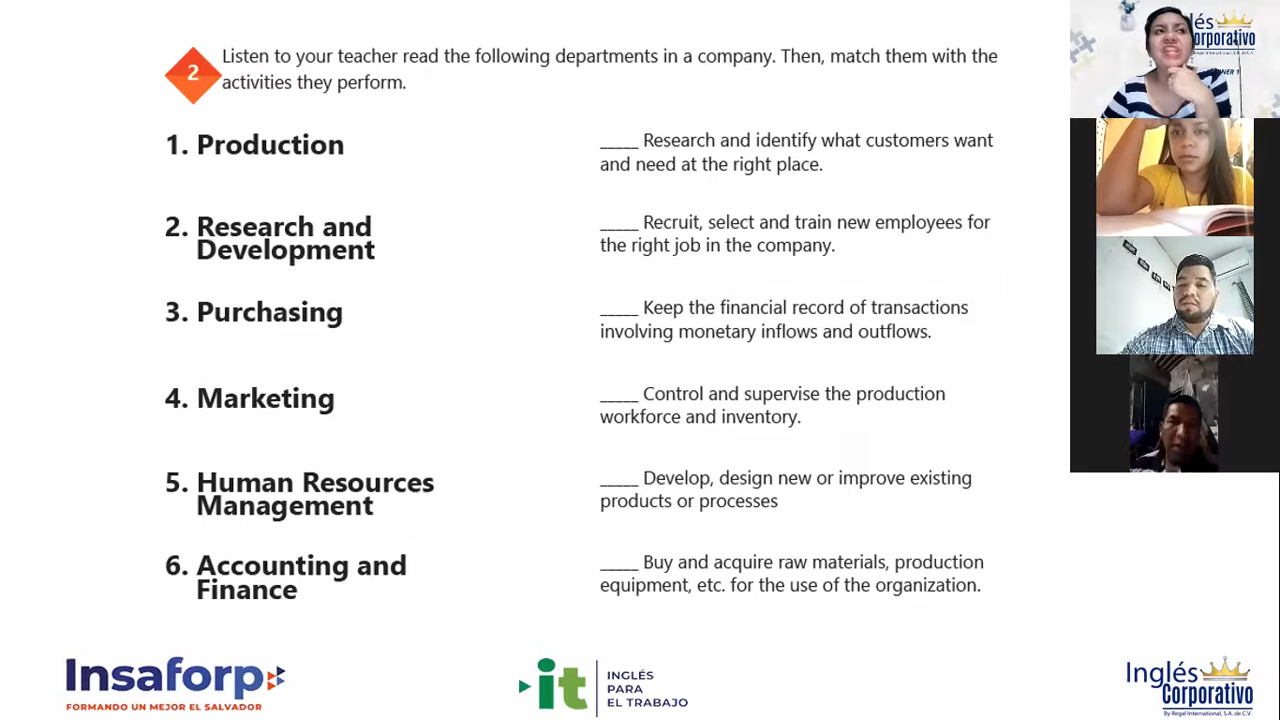 2
Listen to your teacher read the following departments in a company. Then, match them with the
activities they perform.
1. Production
_____ Research and identify what customers want
and need at the right place.
2. Research and
Development
_____ Recruit, select and train new employees for
the right job in the company.
3. Purchasing
_____ Keep the financial record of transactions
involving monetary inflows and outflows.
4. Marketing
_____ Control and supervise the production
workforce and inventory.
5. Human Resources
Management
_____ Develop, design new or improve existing
products or processes
6. Accounting and
Finance
_____ Buy and acquire raw materials, production
equipment, etc. for the use of the organization.
Insaforp
FORMANDO UN MEJOR EL SALVADOR
it
INGLÉS
PARA
EL TRABAJO
Inglés
Corporativo
By Regal International, S.A. de C.V.
lés
orporativo